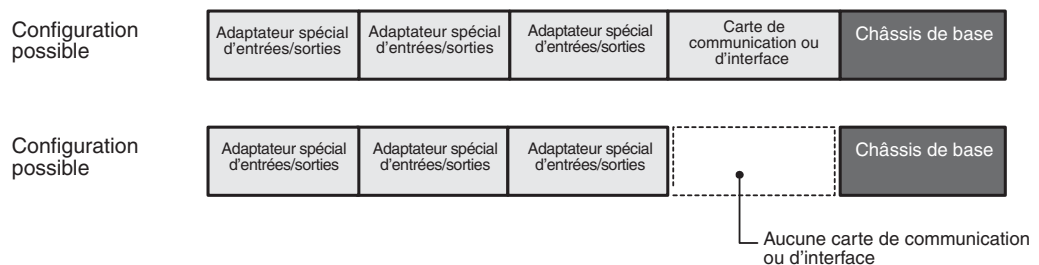 Configuration
possible
Adaptateur spécial
d'entrées/sorties
Adaptateur spécial
d'entrées/sorties
Adaptateur spécial
d'entrées/sorties
Carte de
communication ou
d'interface
Châssis de base
Configuration
possible
Adaptateur spécial
d'entrées/sorties
Adaptateur spécial
d'entrées/sorties
Adaptateur spécial
d'entrées/sorties
Châssis de base
Aucune carte de communication
ou d'interface